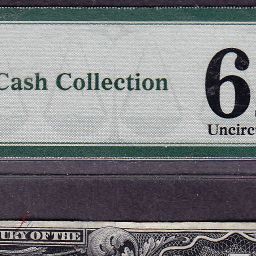 Cash Collection
6
Uncirc
URY OF THE